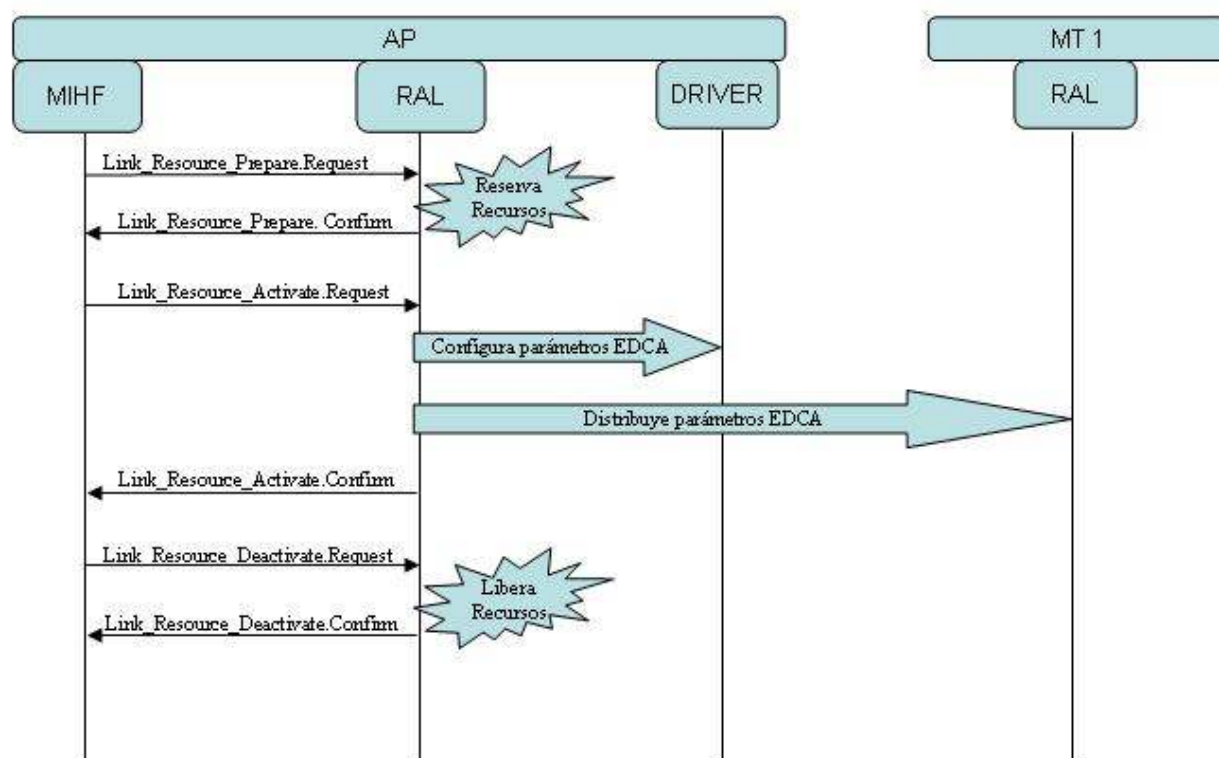 AP
MT 1
MIHF
RAL
DRIVER
RAL
Link_Resource_Prepare.Request
Reserva
Recursos
Link_Resource_Prepare. Confirm
Link_Resource_Activate.Request
Configura parámetros EDCA
Distribuye parámetros EDCA
Link_Resource_Activate.Confirm
Link_Resource_Deactivate.Request
Libera
Recursos
Link_Resource_Deactivate.Confirm